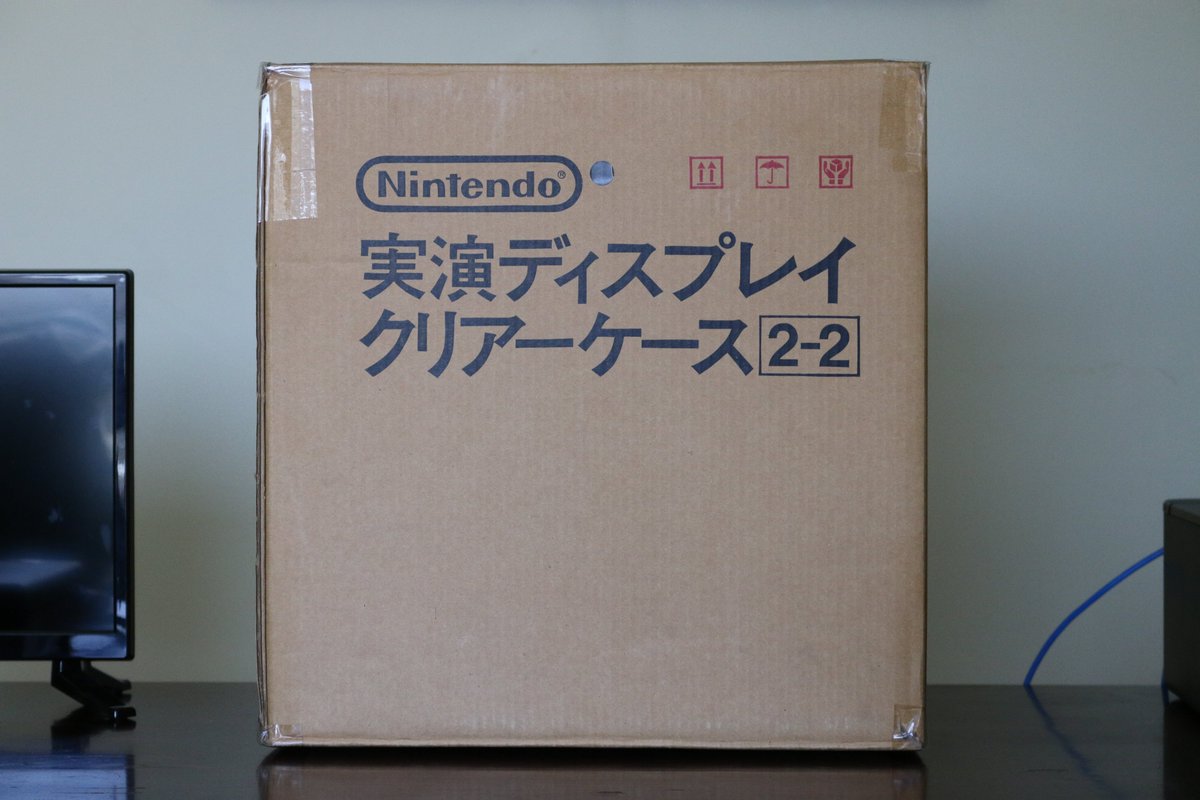 Nintendo®
実演ディスプレイ
クリアーケース 2-2